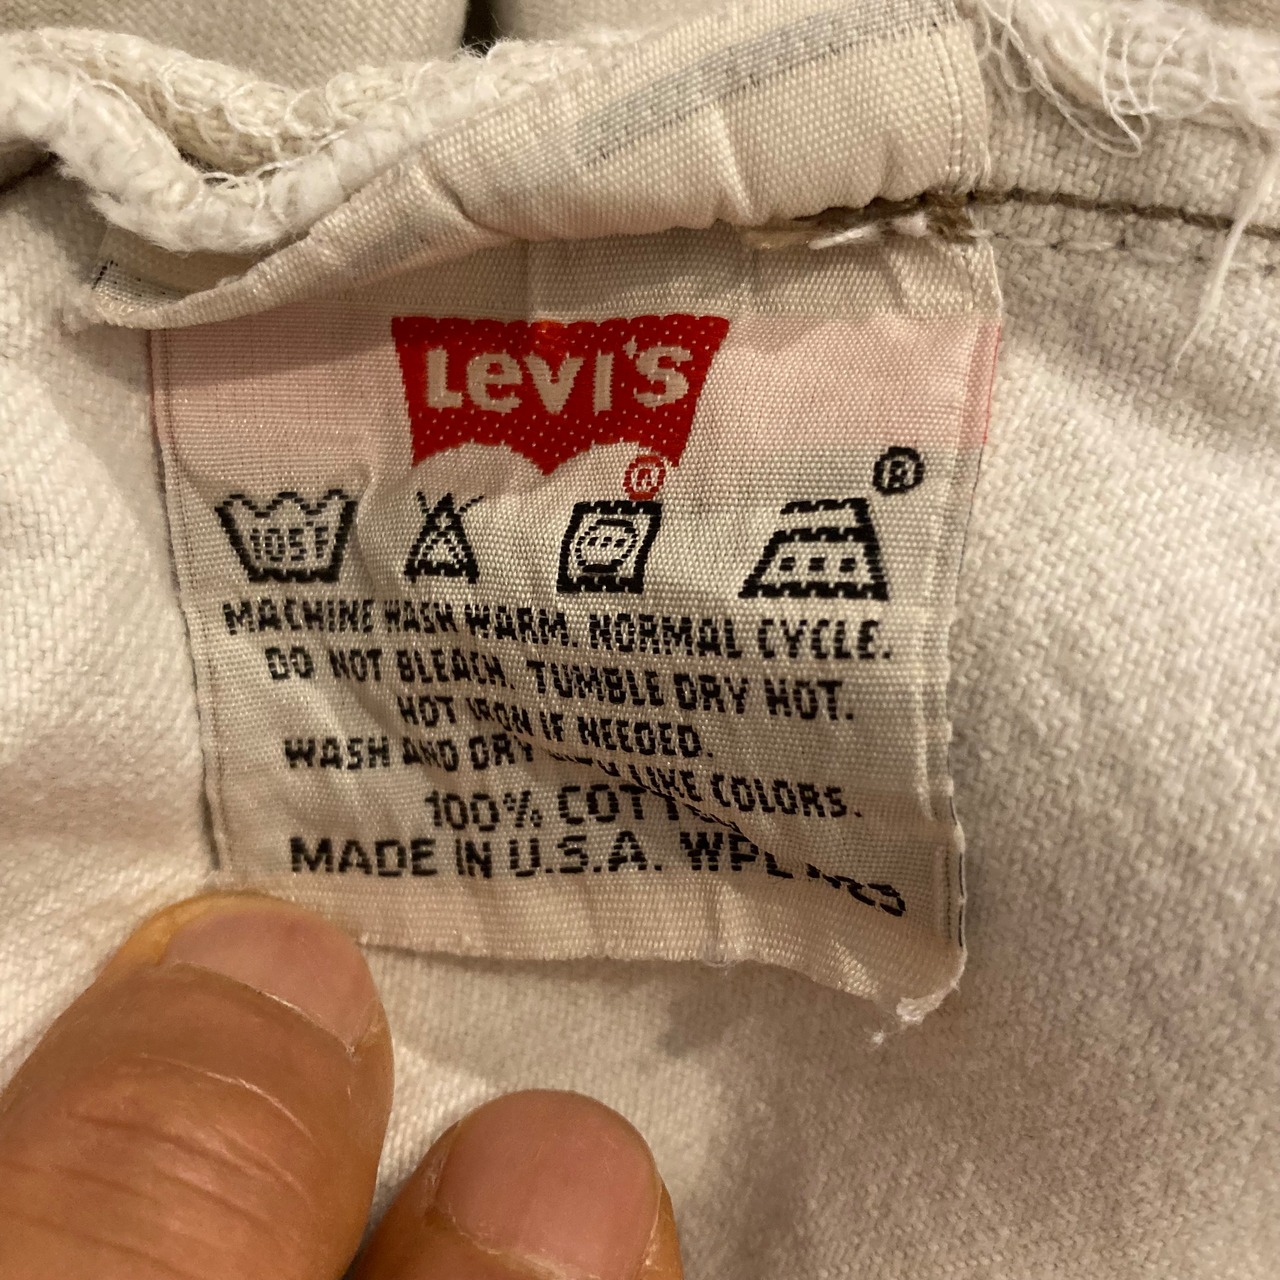 LEVI'S
®
®
105F
MACHINE WASH WARM. NORMAL CYCLE.
DO NOT BLEACH. TUMBLE DRY HOT.
HOT IRON IF NEEDED.
WASH AND DRY LIKE COLORS.
100%
MADE IN U.S.A. WPL